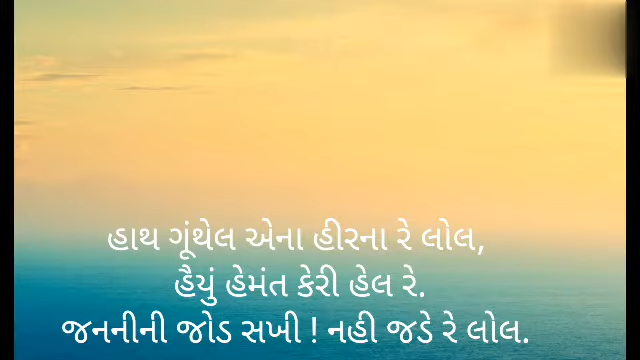 હાથ ગૂંથેલ એના હીરના રે લોલ,
હૈયું હેમંત કેરી હેલ રે.
જનનીની જોડ સખી ! નહી જડે રે લોલ.